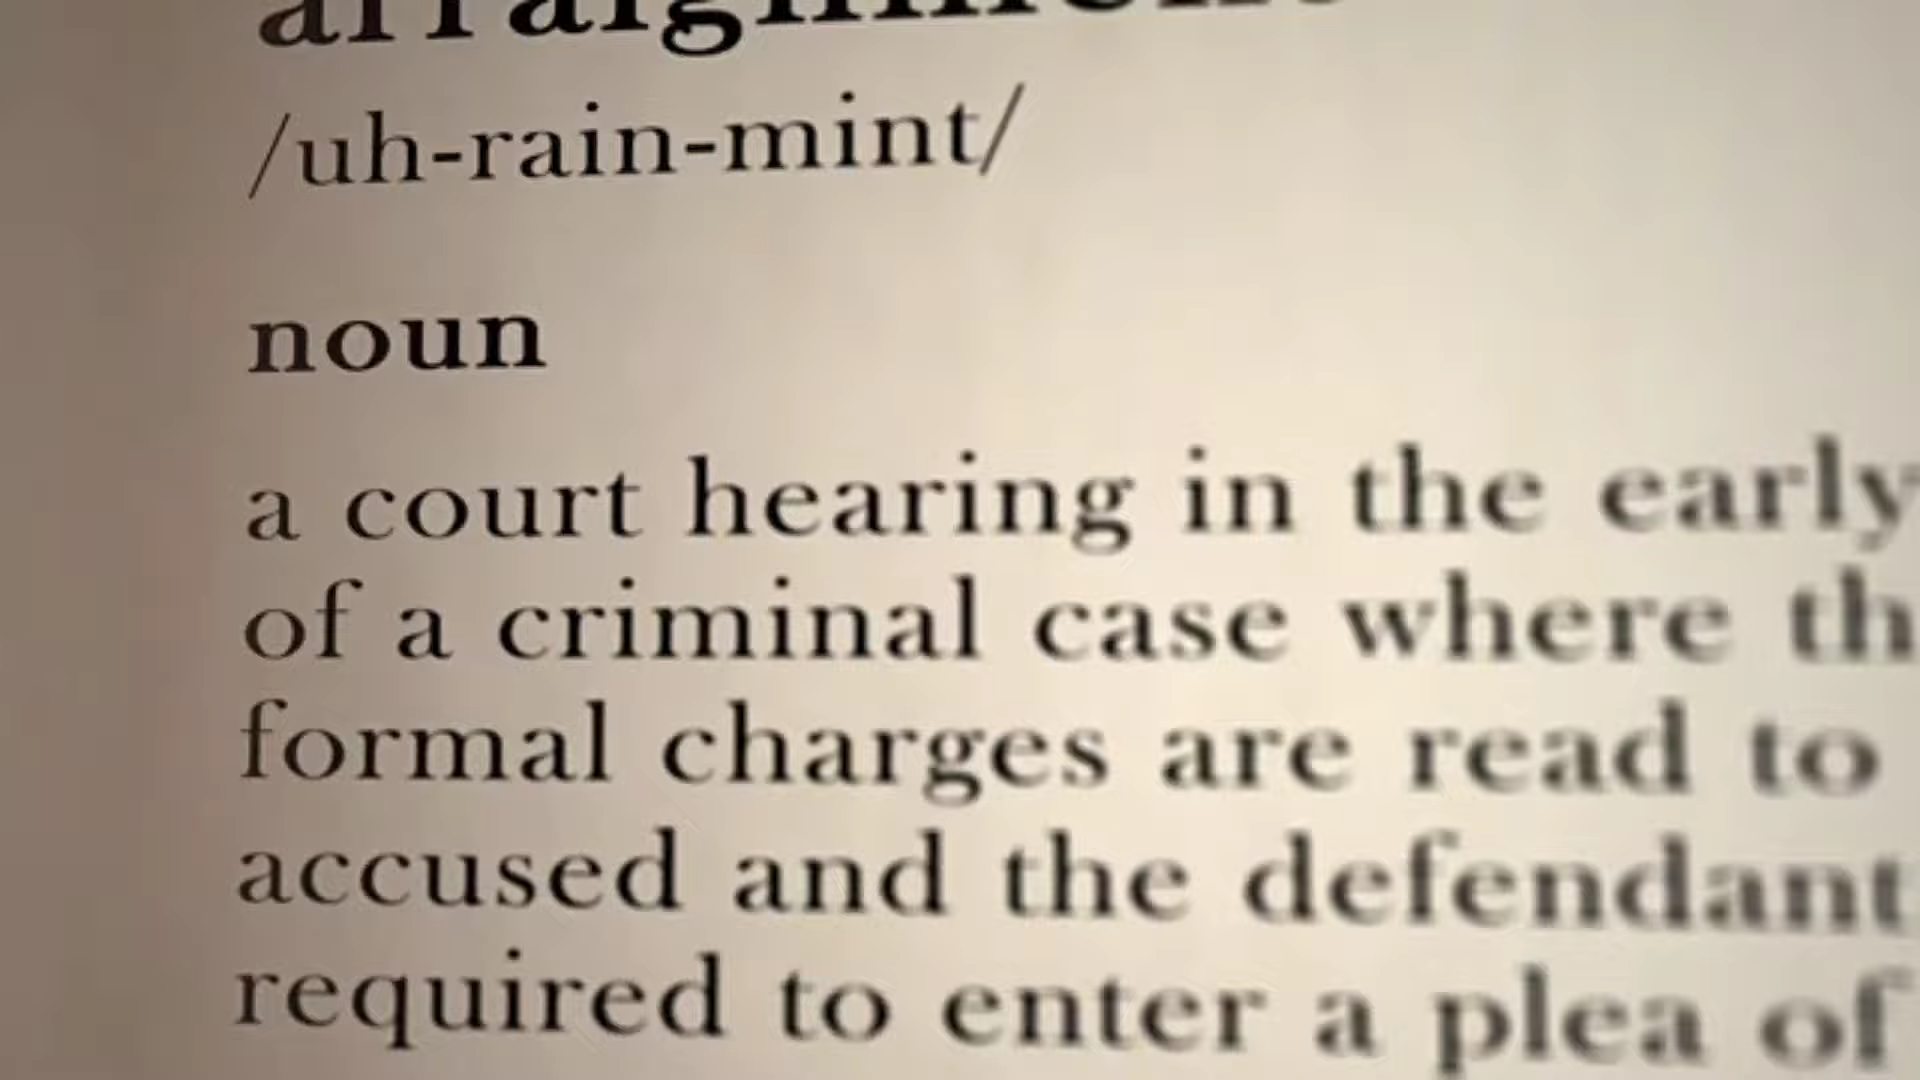 arraignment
/uh-rain-mint/
noun
a court hearing in the early
of a criminal case where
formal charges are read to
accused and the defendant
required to enter a plea of